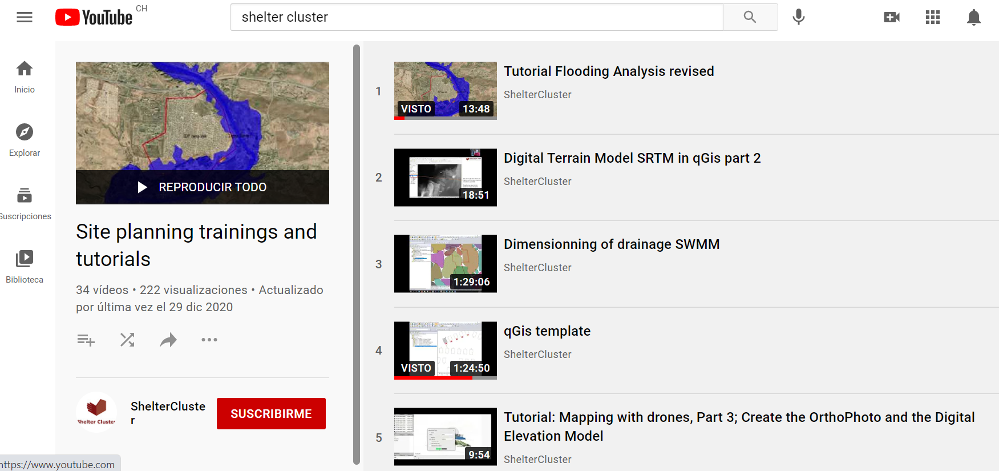 YouTube CH
shelter cluster
Inicio
Explorar
Suscripciones
Biblioteca
REPRODUCIR TODO
Site planning trainings and
tutorials
34 vídeos • 222 visualizaciones • Actualizado
por última vez el 29 dic 2020
Shelter Cluster
ShelterCluste
r
SUSCRIBIRME
https://www.youtube.com
1
VISTO
13:48
Tutorial Flooding Analysis revised
ShelterCluster
2
18:51
Digital Terrain Model SRTM in qGis part 2
ShelterCluster
3
1:29:06
Dimensionning of drainage SWMM
ShelterCluster
4
VISTO
1:24:50
qGis template
ShelterCluster
5
9:54
Tutorial: Mapping with drones, Part 3; Create the OrthoPhoto and the Digital
Elevation Model
ShelterCluster